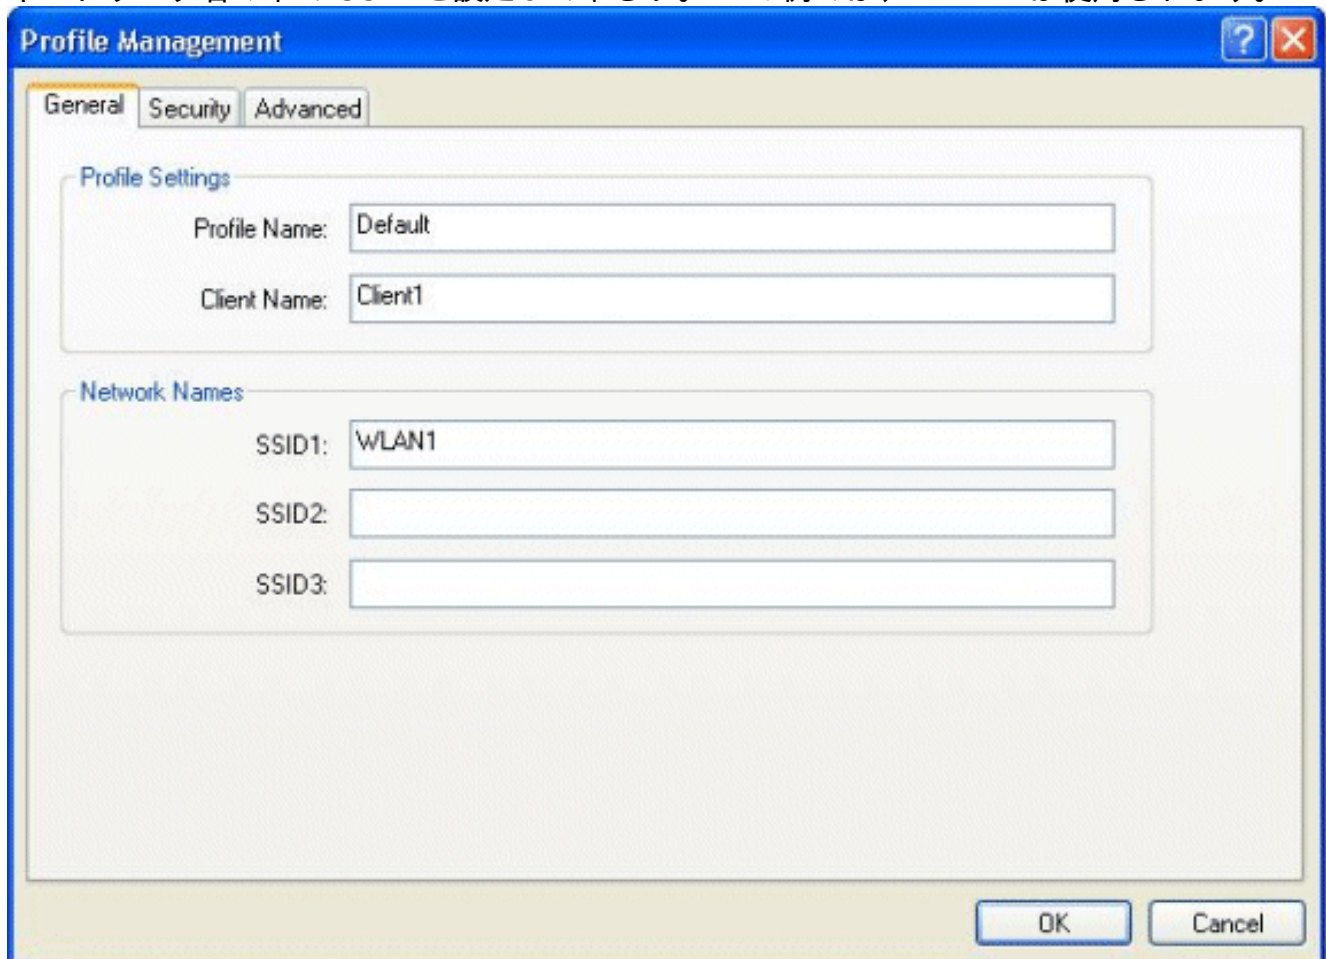 Profile Management
General Security Advanced
Profile Settings
Profile Name: Default
Client Name: Client1
Network Names
SSID1: WLAN1
SSID2:
SSID3:
OK Cancel